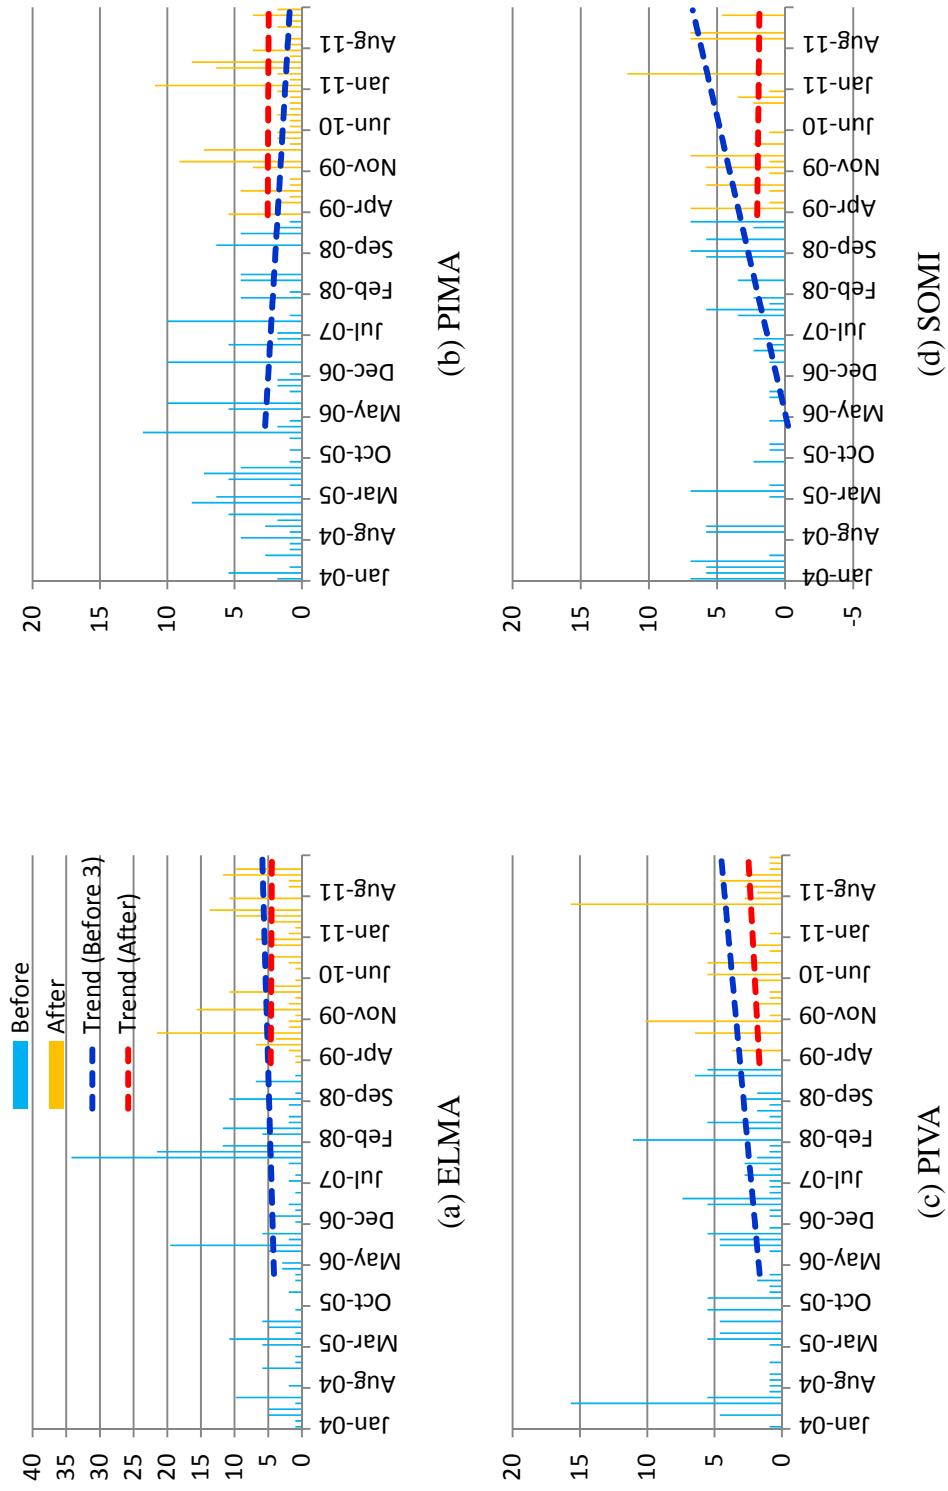 Before
After
Trend (Before 3)
Trend (After)
40
35
30
25
20
15
10
5
0
Jan-04
Aug-04
Mar-05
Oct-05
May-06
Dec-06
Jul-07
Feb-08
Sep-08
Apr-09
Nov-09
Jun-10
Jan-11
Aug-11
(a) ELMA
20
15
10
5
0
Jan-04
Aug-04
Mar-05
Oct-05
May-06
Dec-06
Jul-07
Feb-08
Sep-08
Apr-09
Nov-09
Jun-10
Jan-11
Aug-11
(b) PIMA
20
15
10
5
0
Jan-04
Aug-04
Mar-05
Oct-05
May-06
Dec-06
Jul-07
Feb-08
Sep-08
Apr-09
Nov-09
Jun-10
Jan-11
Aug-11
(c) PIVA
20
15
10
5
0
-5
Jan-04
Aug-04
Mar-05
Oct-05
May-06
Dec-06
Jul-07
Feb-08
Sep-08
Apr-09
Nov-09
Jun-10
Jan-11
Aug-11
(d) SOMI